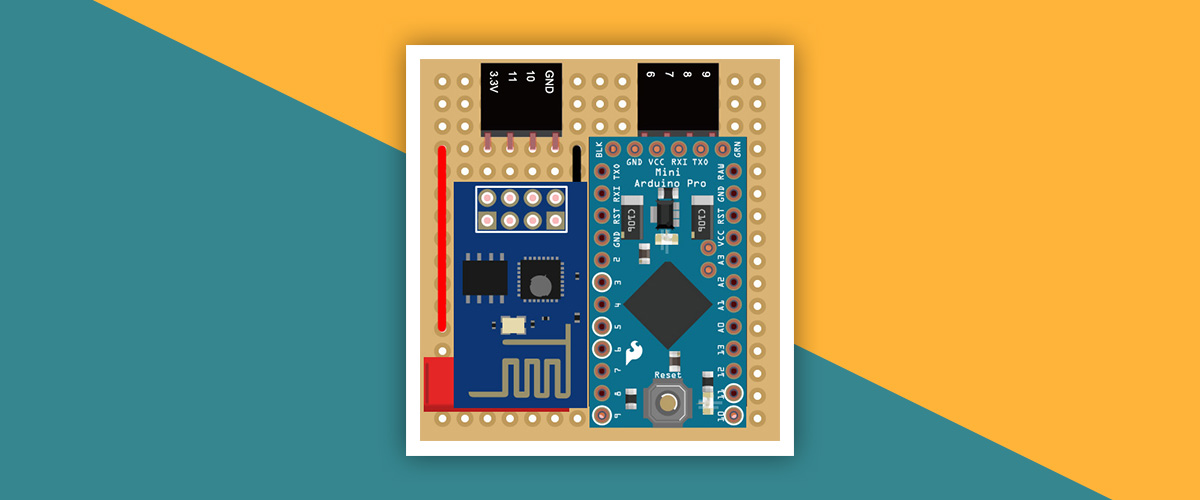 3.3V
11
10
GND
6
7
8
9
BLK
GRN
GND VCC RXI TXO
Mini
Arduino Pro
TXO
RXI
RST
GND
2
3
4
5
6
7
8
9
RAW
GND
RST
VCC
A3
A2
A1
A0
13
12
11
10
Reset